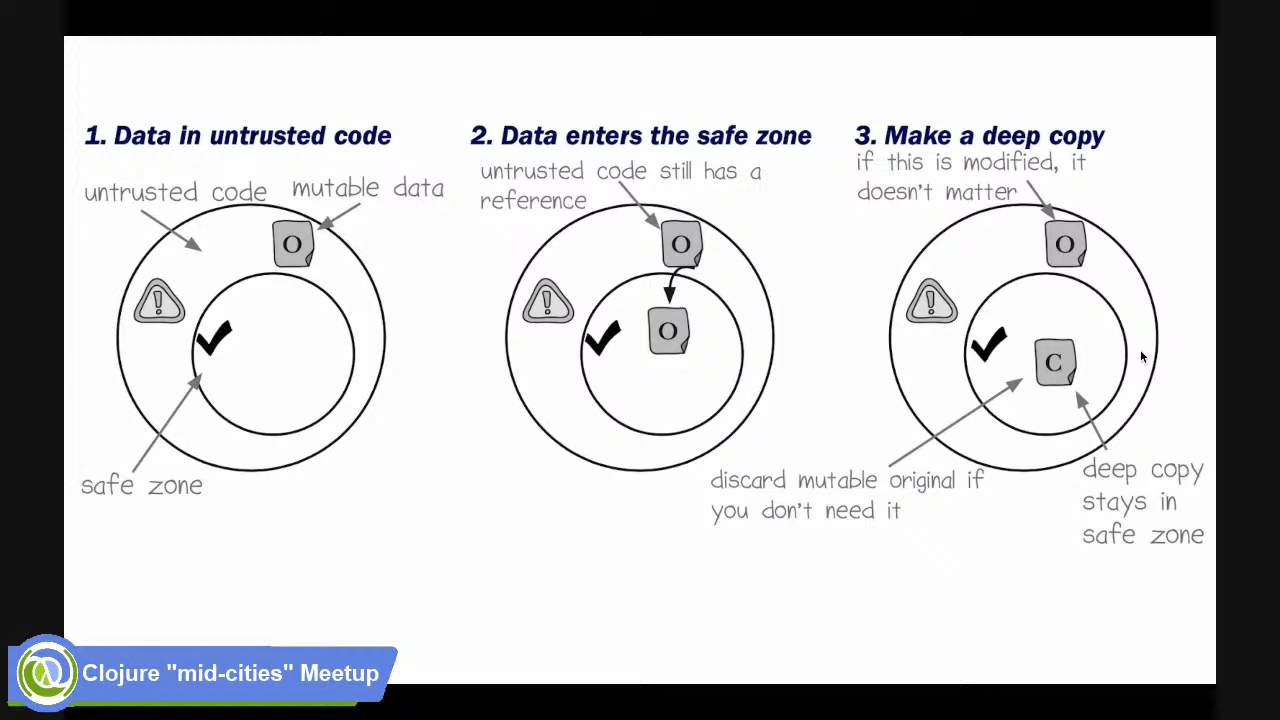 1. Data in untrusted code
untrusted code
mutable data
O
!
safe zone
2. Data enters the safe zone
untrusted code still has a
reference
O
!
O
3. Make a deep copy
if this is modified, it
doesn't matter
O
!
C
discard mutable original if
you don't need it
deep copy
stays in
safe zone
Clojure "mid-cities" Meetup